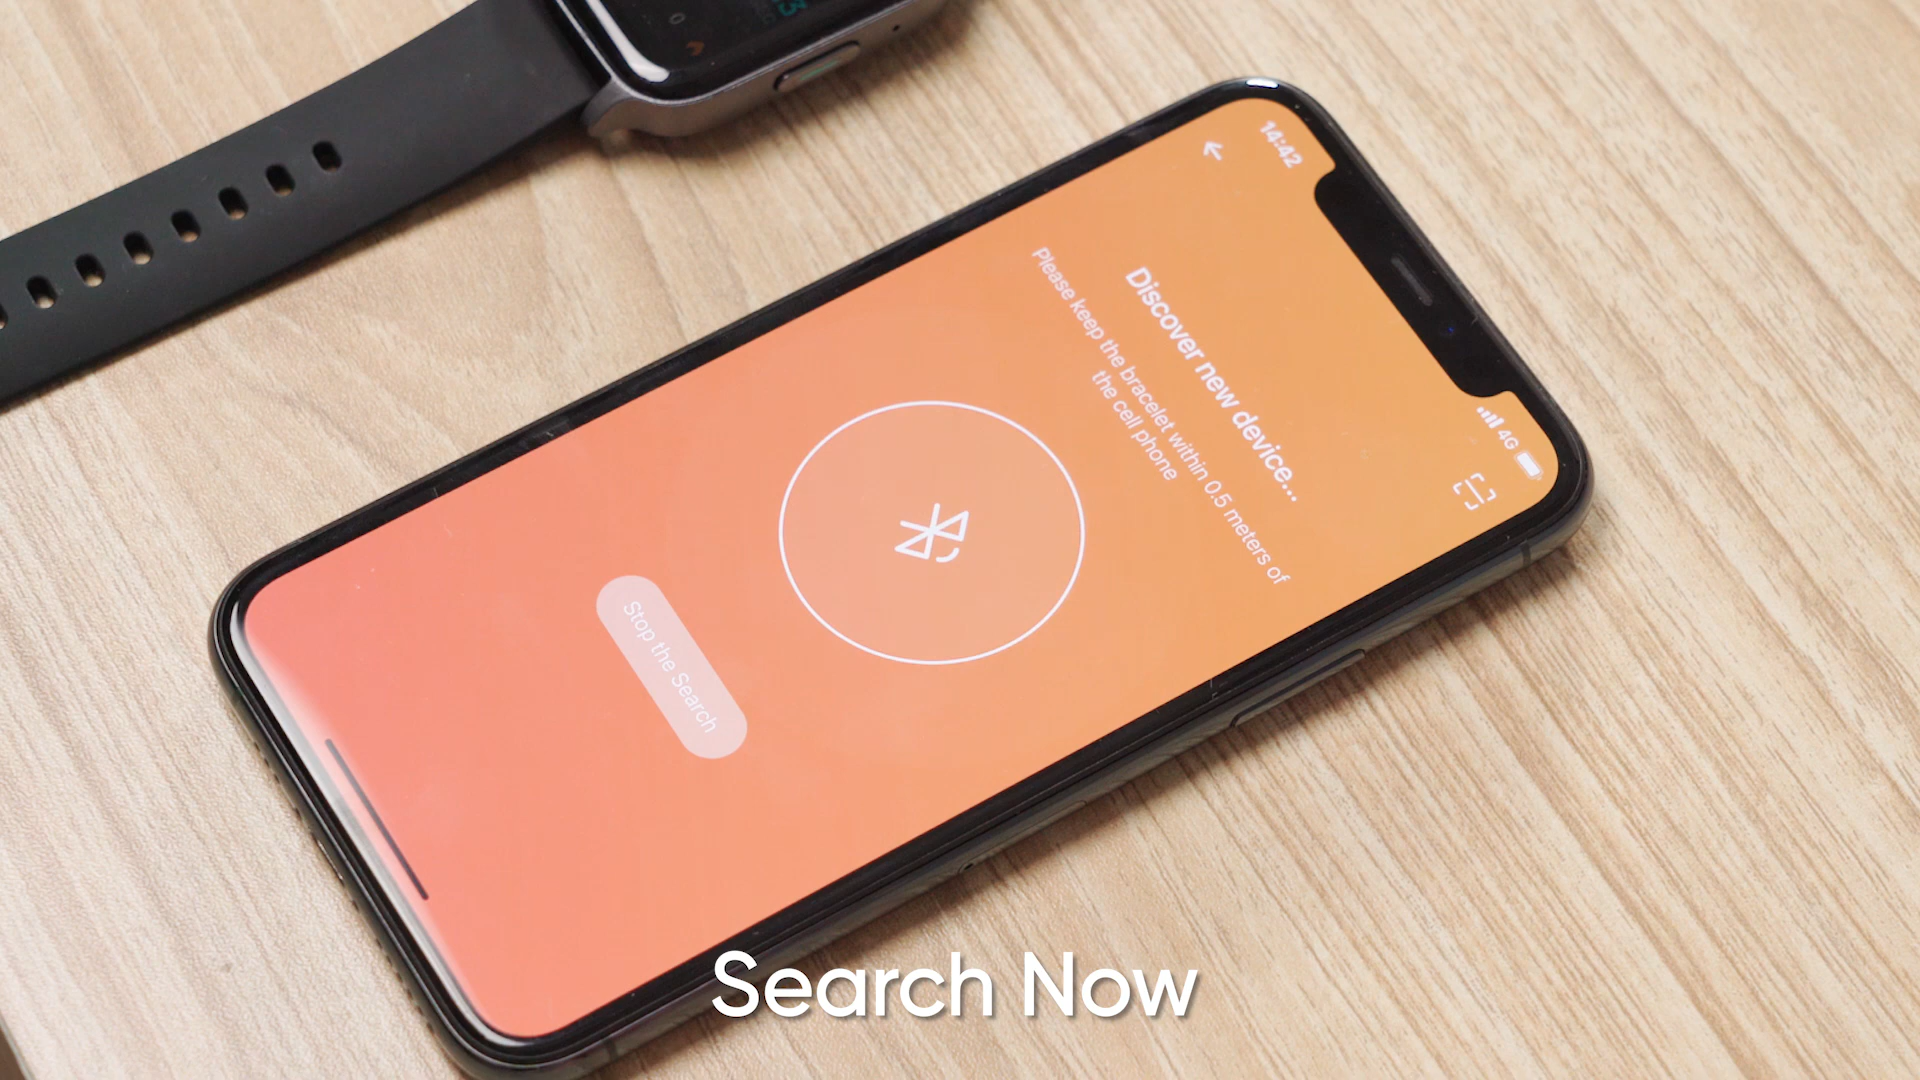 14:42
4G
Discover new device...
Please keep the bracelet within 0.5 meters of
the cell phone
Stop the Search
Search Now